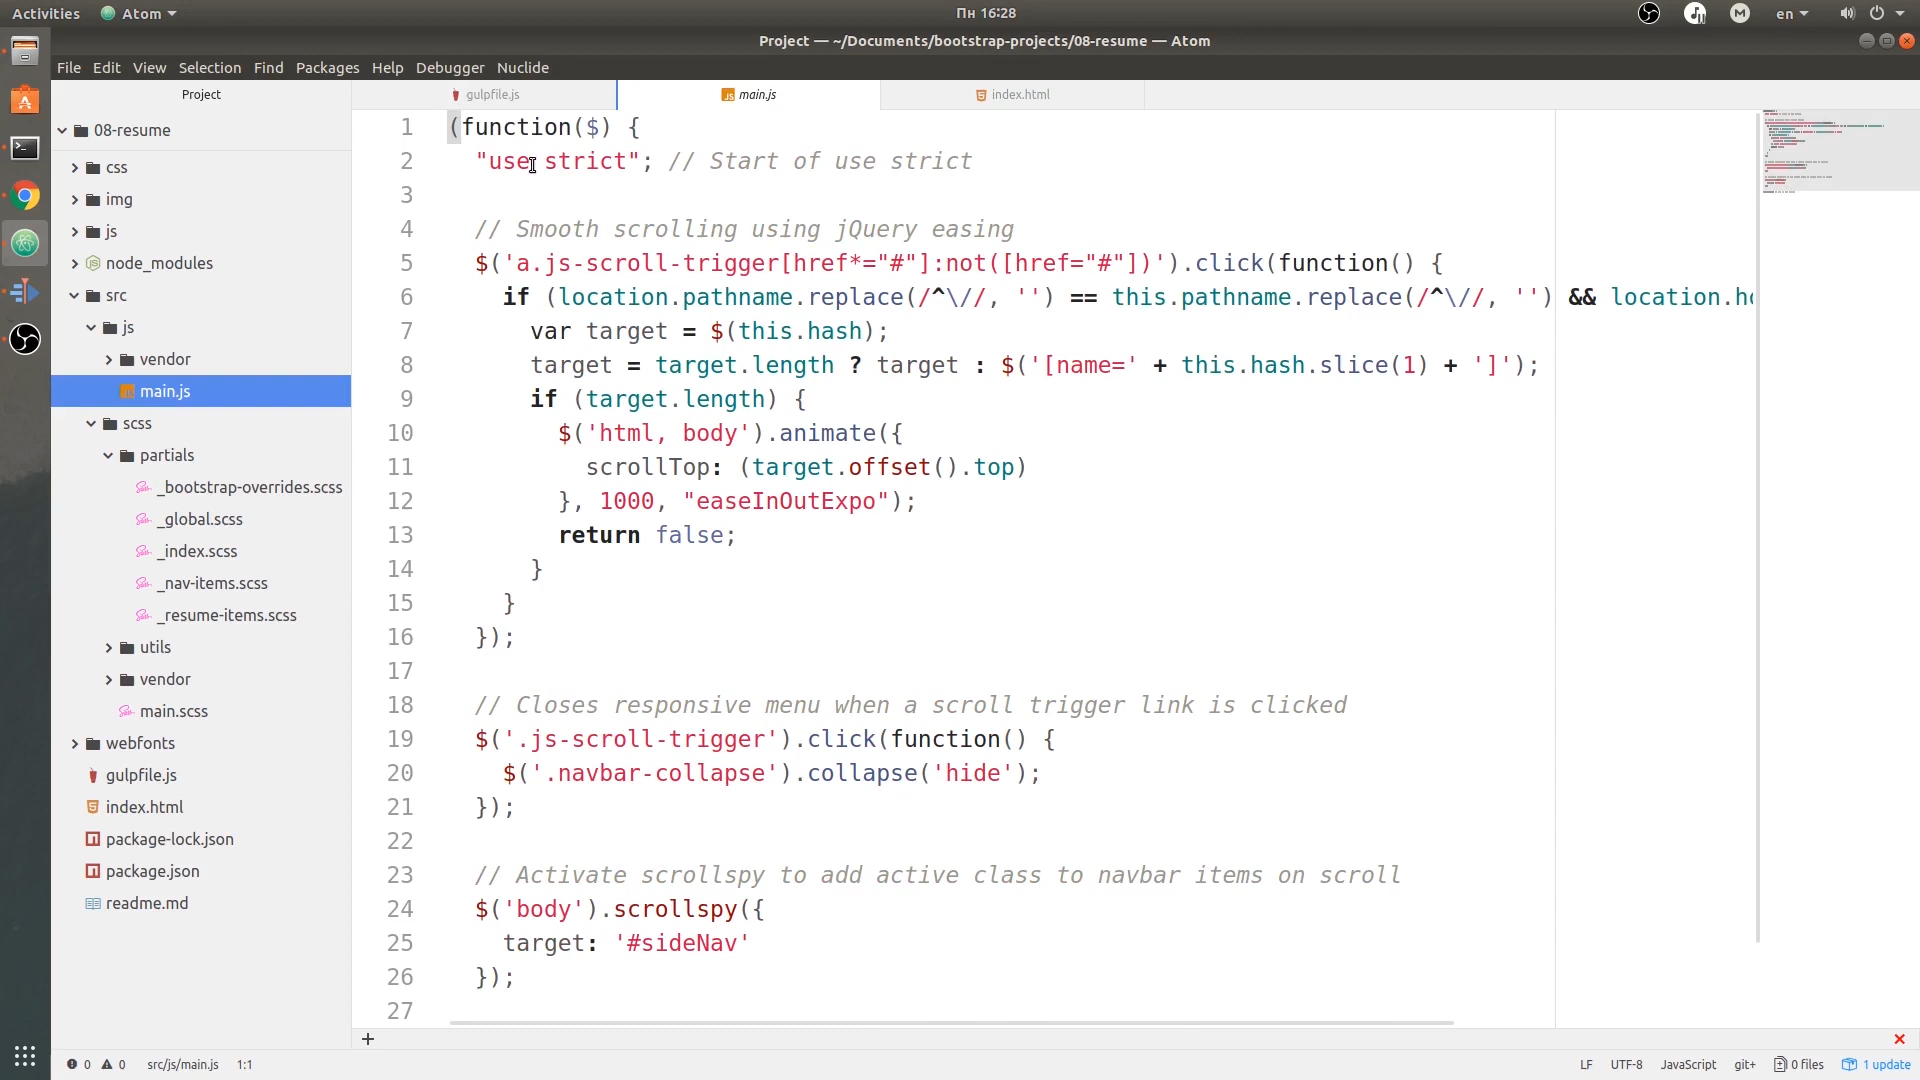 Activities Atom Пн 16:28 en
Project — ~/Documents/bootstrap-projects/08-resume — Atom
File Edit View Selection Find Packages Help Debugger Nuclide
Project
gulpfile.js main.js index.html
08-resume
css
img
js
node_modules
src
js
vendor
main.js
scss
partials
_bootstrap-overrides.scss
_global.scss
_index.scss
_nav-items.scss
_resume-items.scss
utils
vendor
main.scss
webfonts
gulpfile.js
index.html
package-lock.json
package.json
readme.md
1 (function($) {
2 "use strict"; // Start of use strict
3
4 // Smooth scrolling using jQuery easing
5 $('a.js-scroll-trigger[href*="#"]:not([href="#"])').click(function() {
6 if (location.pathname.replace(/^\//, '') == this.pathname.replace(/^\//, '') && location.ho
7 var target = $(this.hash);
8 target = target.length ? target : $('[name=' + this.hash.slice(1) + ']');
9 if (target.length) {
10 $('html, body').animate({
11 scrollTop: (target.offset().top)
12 }, 1000, "easeInOutExpo");
13 return false;
14 }
15 }
16 });
17
18 // Closes responsive menu when a scroll trigger link is clicked
19 $('.js-scroll-trigger').click(function() {
20 $('.navbar-collapse').collapse('hide');
21 });
22
23 // Activate scrollspy to add active class to navbar items on scroll
24 $('body').scrollspy({
25 target: '#sideNav'
26 });
27
0 0 src/js/main.js 1:1 LF UTF-8 JavaScript git+ 0 files 1 update